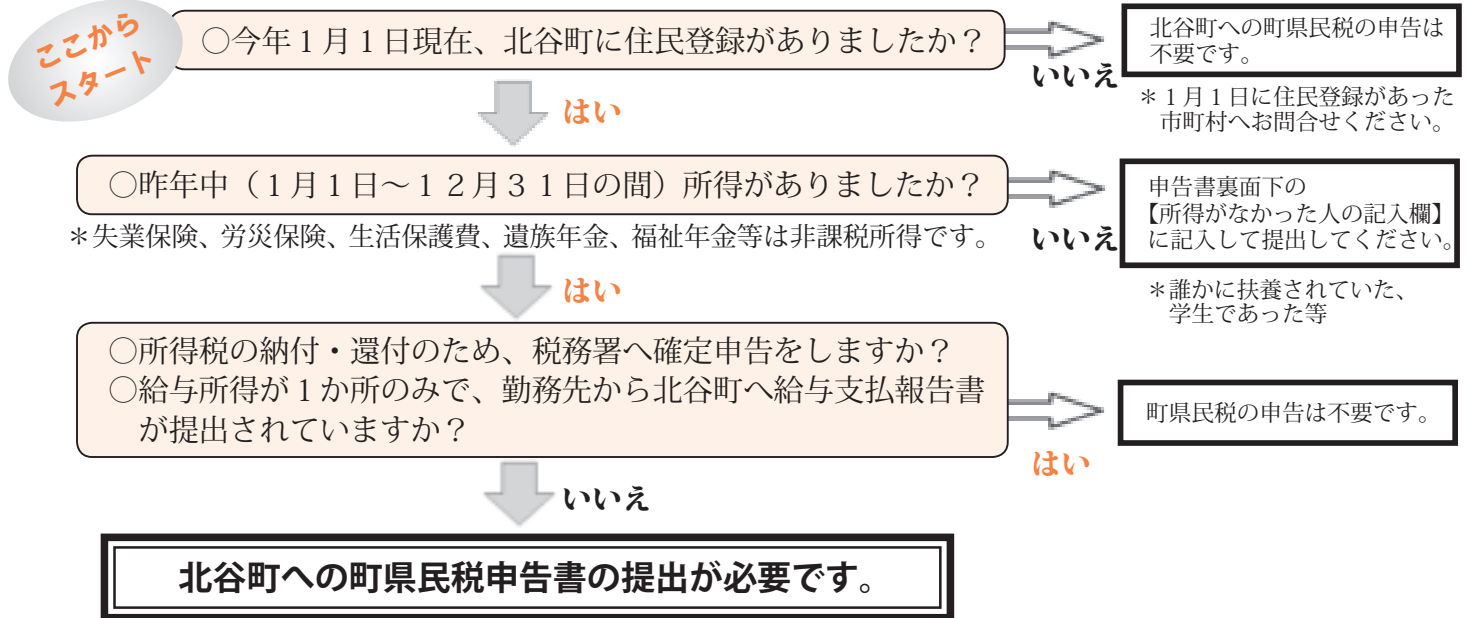 ここから
スタート
○今年１月１日現在、北谷町に住民登録がありましたか？
いいえ
北谷町への町県民税の申告は
不要です。
＊１月１日に住民登録があった
市町村へお問合せください。
はい
○昨年中（１月１日～１２月３１日の間）所得がありましたか？
＊失業保険、労災保険、生活保護費、遺族年金、福祉年金等は非課税所得です。
いいえ
申告書裏面下の
【所得がなかった人の記入欄】
に記入して提出してください。
＊誰かに扶養されていた、
学生であった等
はい
○所得税の納付・還付のため、税務署へ確定申告をしますか？
○給与所得が１か所のみで、勤務先から北谷町へ給与支払報告書
が提出されていますか？
はい
町県民税の申告は不要です。
いいえ
北谷町への町県民税申告書の提出が必要です。